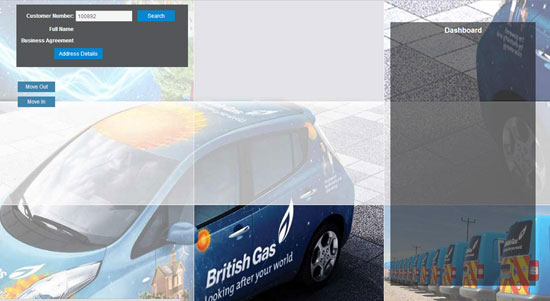 Customer Number: 100892 Search
Full Name
Business Agreement
Address Details
Move Out
Move In
Dashboard
British Gas
Looking after your world